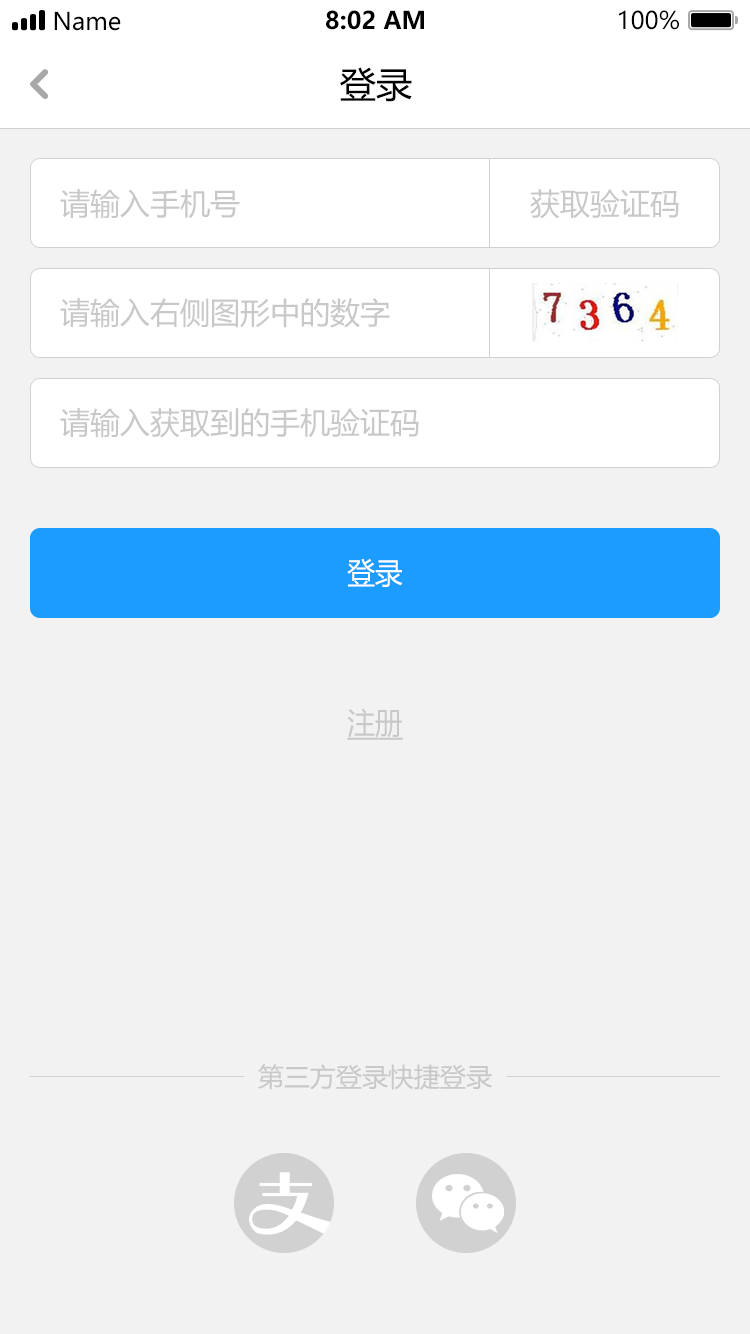 Name 8:02 AM 100%
登录
请输入手机号 获取验证码
请输入右侧图形中的数字 7364
请输入获取到的手机验证码
登录
注册
第三方登录快捷登录
支